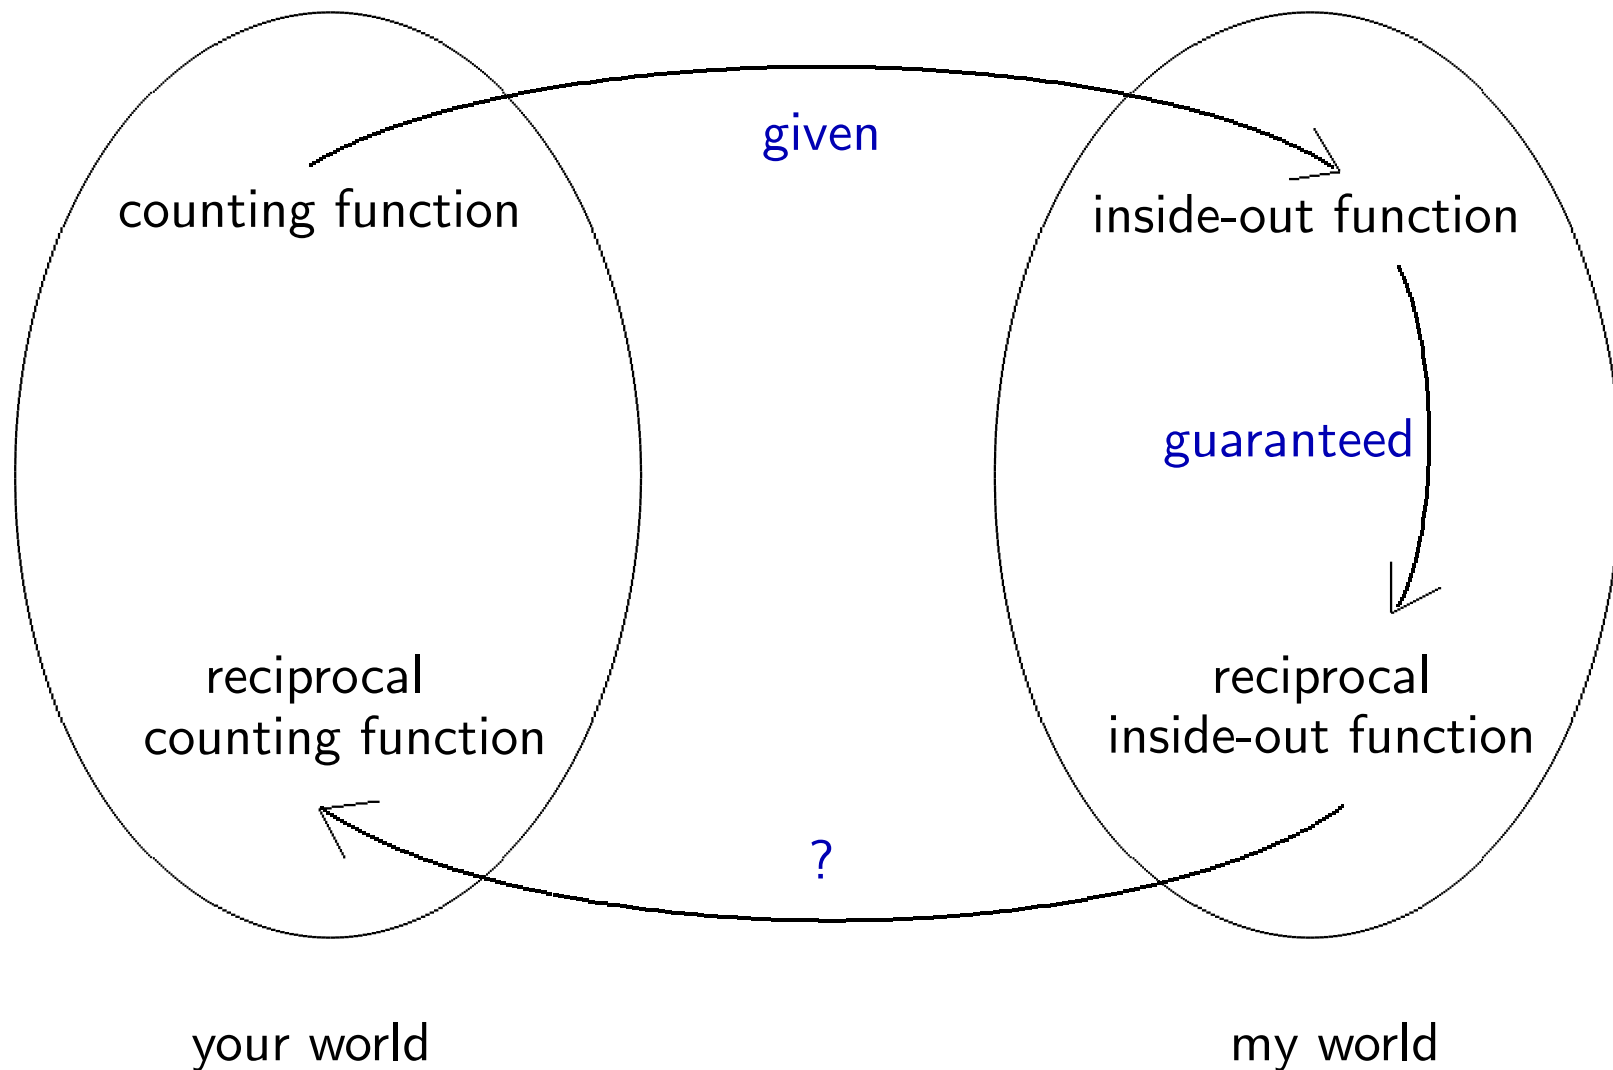 given
counting function
inside-out function
guaranteed
reciprocal
counting function
reciprocal
inside-out function
?
your world
my world